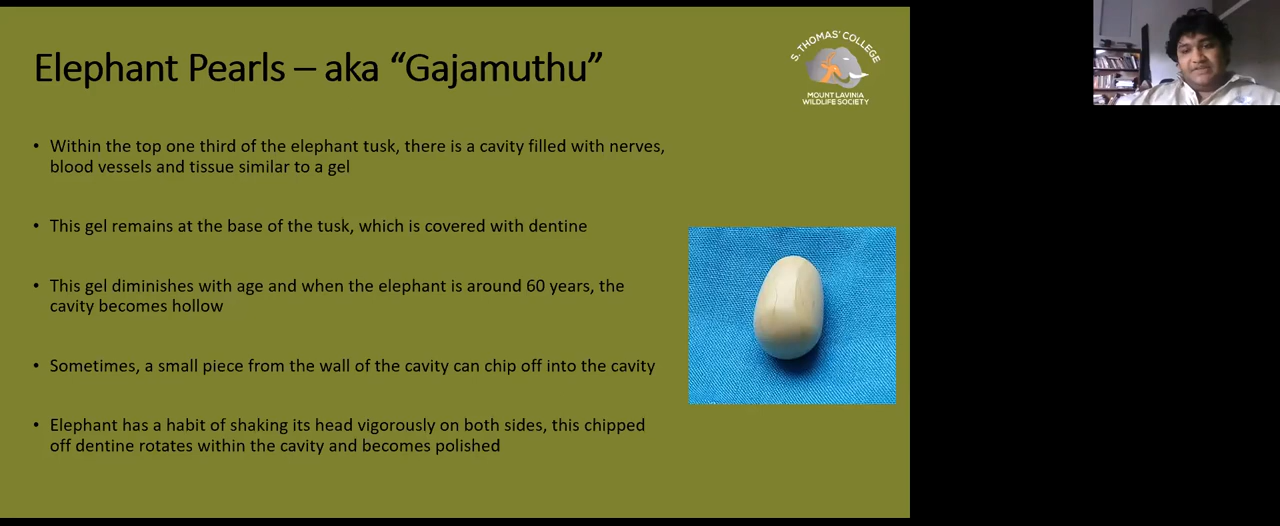 Elephant Pearls – aka “Gajamuthu”
S. THOMAS' COLLEGE
MOUNT LAVINIA
WILDLIFE SOCIETY
• Within the top one third of the elephant tusk, there is a cavity filled with nerves,
blood vessels and tissue similar to a gel
• This gel remains at the base of the tusk, which is covered with dentine
• This gel diminishes with age and when the elephant is around 60 years, the
cavity becomes hollow
• Sometimes, a small piece from the wall of the cavity can chip off into the cavity
• Elephant has a habit of shaking its head vigorously on both sides, this chipped
off dentine rotates within the cavity and becomes polished